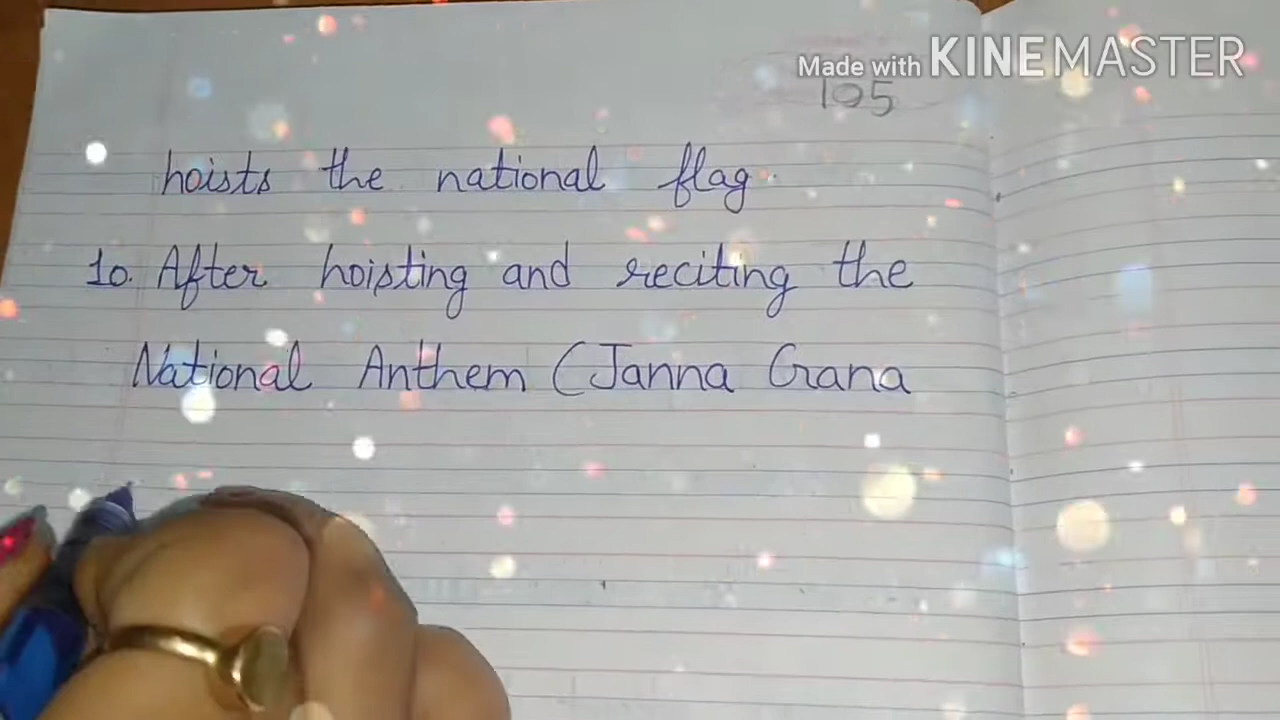 Made with KINEMASTER
105
hoists the national flag.
10. After hoisting and reciting the
National Anthem (Janna Grana